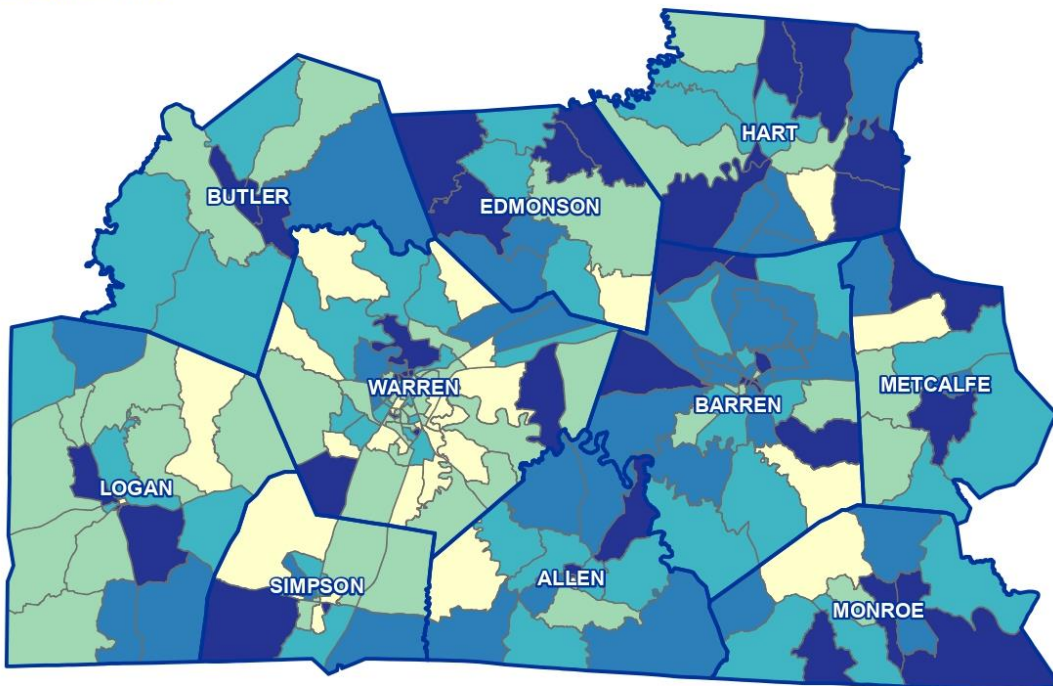 HART
BUTLER
EDMONSON
WARREN
BARREN
METCALFE
LOGAN
SIMPSON
ALLEN
MONROE